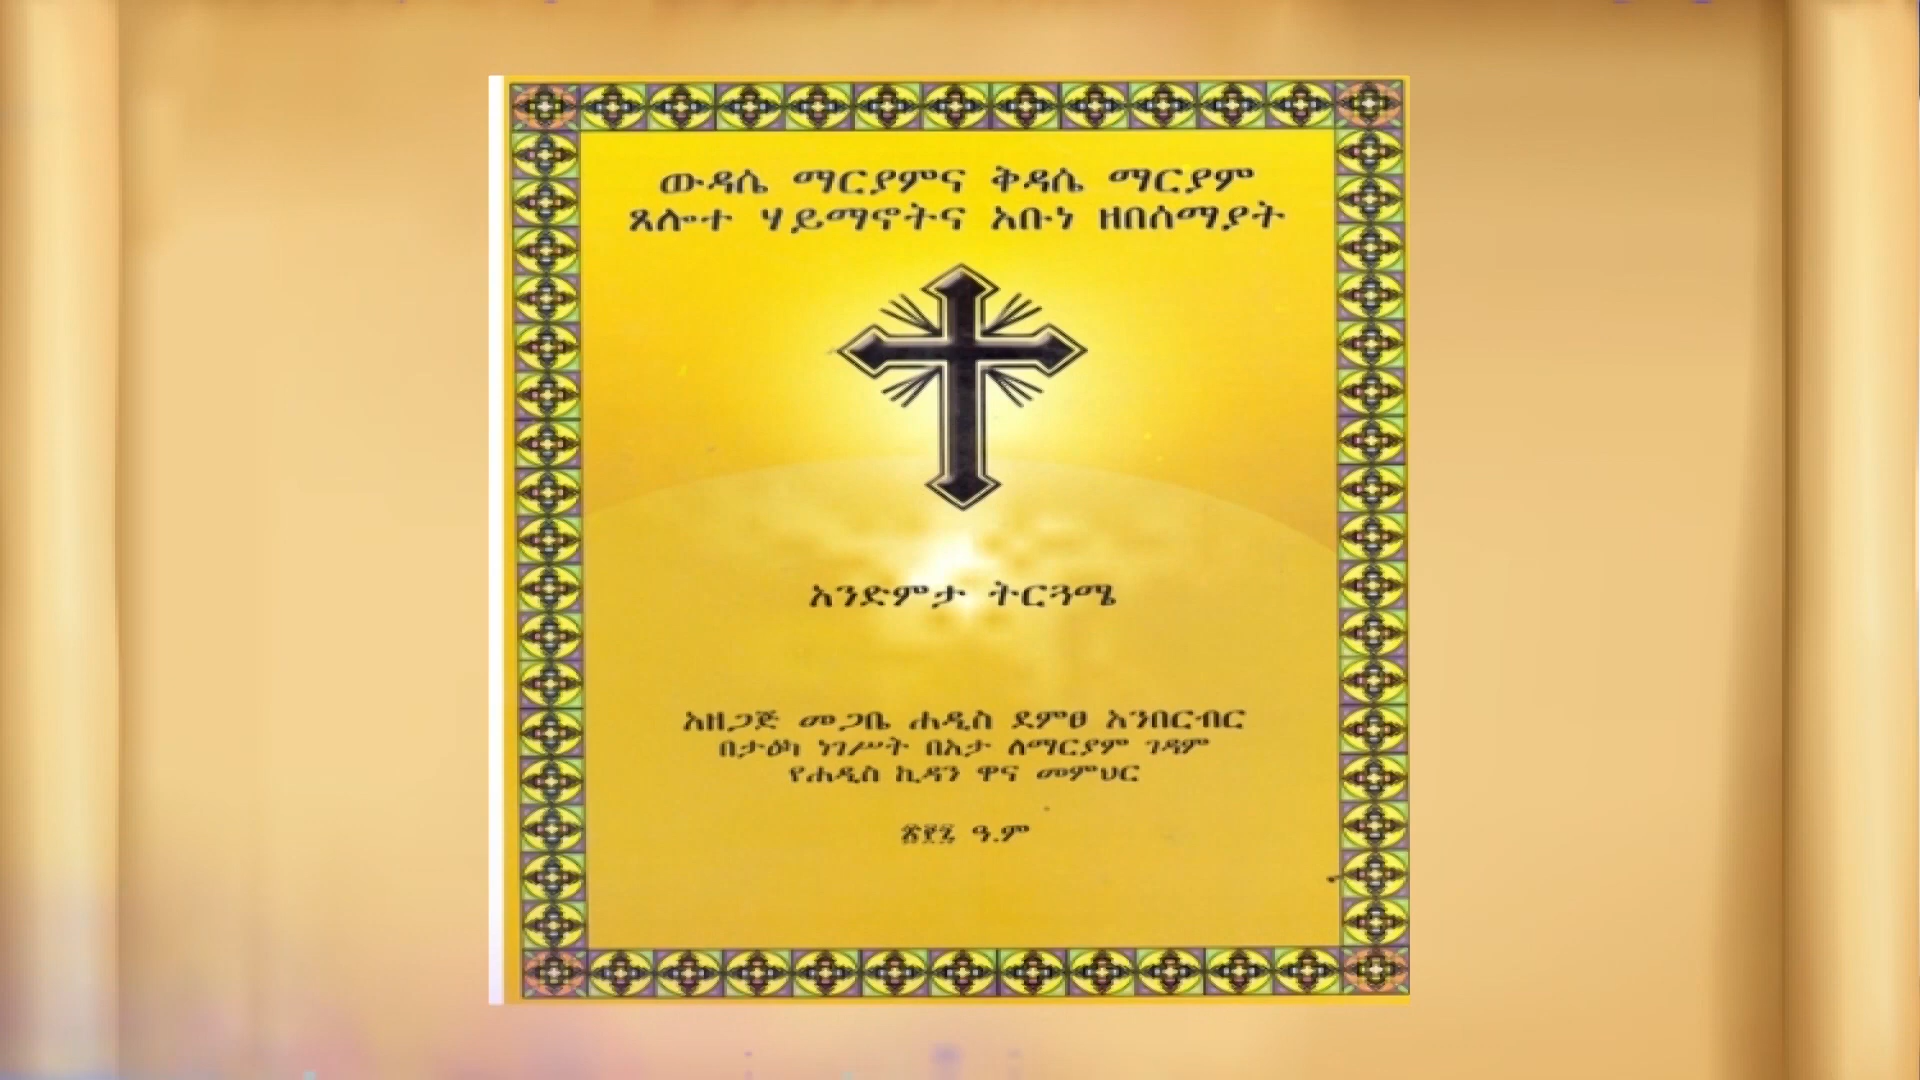 ውዳሴ ማርያምና ቅዳሴ ማርያም
ጸሎተ ሃይማኖትና አቡነ ዘበሰማያት
አንድምታ ትርጓሜ
አዘጋጅ መጋቤ ሐዲስ ደምፀ አንበርብር
በታዕካ ነገሥት በአታ ለማርያም ገዳም
የሐዲስ ኪዳን ዋና መምህር
ዓ.ም